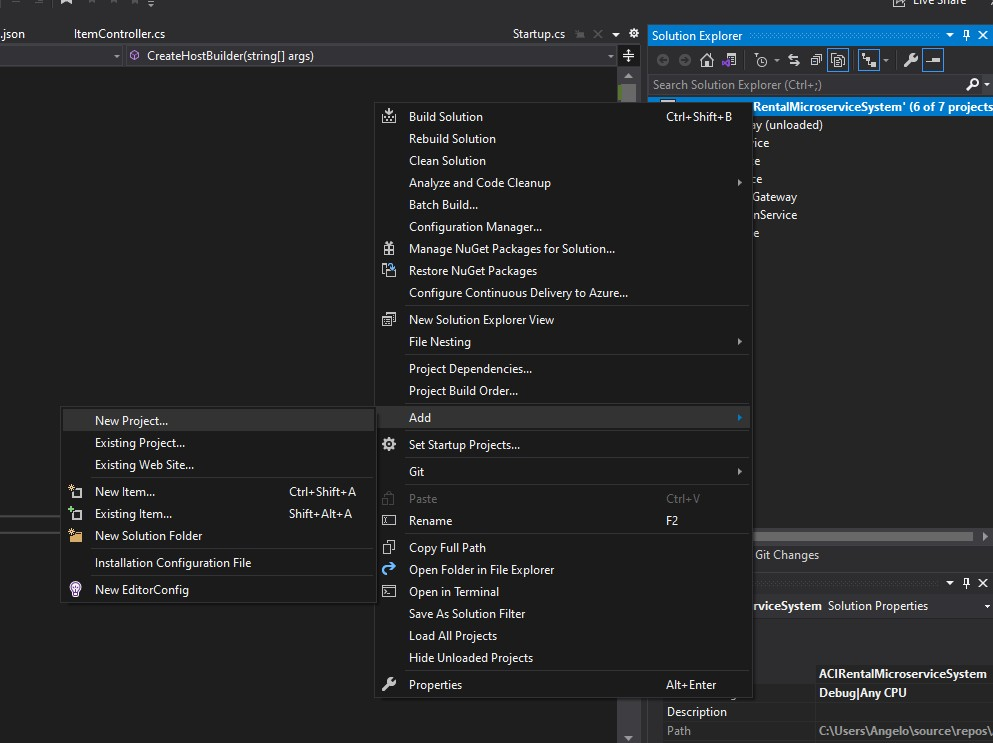 Live Share
.json
ItemController.cs
Startup.cs
CreateHostBuilder(string[] args)
Solution Explorer
Search Solution Explorer (Ctrl+;)
RentalMicroserviceSystem' (6 of 7 projects
ay (unloaded)
ice
e
ce
Gateway
nService
e
Build Solution Ctrl+Shift+B
Rebuild Solution
Clean Solution
Analyze and Code Cleanup
Batch Build...
Configuration Manager...
Manage NuGet Packages for Solution...
Restore NuGet Packages
Configure Continuous Delivery to Azure...
New Solution Explorer View
File Nesting
Project Dependencies...
Project Build Order...
Add
Set Startup Projects...
Git
Paste Ctrl+V
Rename F2
Copy Full Path
Open Folder in File Explorer
Open in Terminal
Save As Solution Filter
Load All Projects
Hide Unloaded Projects
Properties Alt+Enter
New Project...
Existing Project...
Existing Web Site...
New Item... Ctrl+Shift+A
Existing Item... Shift+Alt+A
New Solution Folder
Installation Configuration File
New EditorConfig
Git Changes
rviceSystem Solution Properties
ACIRentalMicroserviceSystem
Debug|Any CPU
Description
Path C:\Users\Angelo\source\repos\